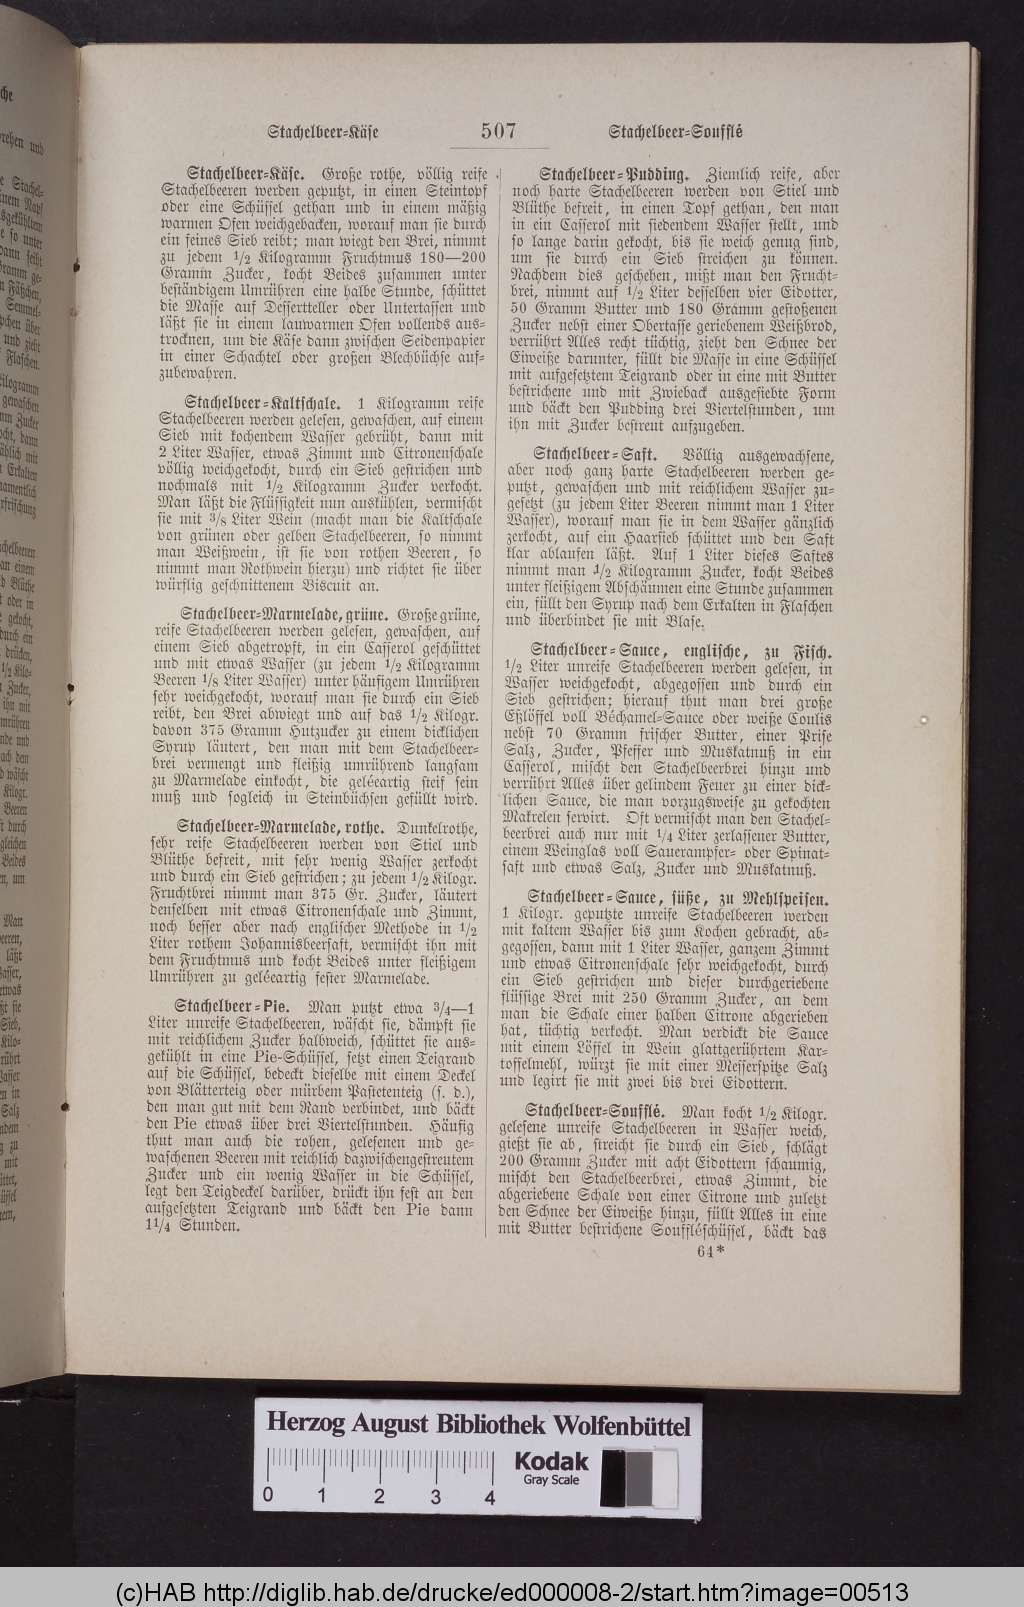 Stachelbeer-Käse 507 Stachelbeer-Soufflé
Stachelbeer-Käse. Große rothe, völlig reife
Stachelbeeren werden geputzt, in einen Steintopf
oder eine Schüssel gethan und in einem mäßig
warmen Ofen weichgebacken, worauf man sie durch
ein feines Sieb reibt; man wiegt den Brei, nimmt
zu jedem 1/2 Kilogramm Fruchtmus 180—200
Gramm Zucker, kocht Beides zusammen unter
beständigem Umrühren eine halbe Stunde, schüttet
die Masse auf Dessertteller oder Untertassen und
läßt sie in einem lauwarmen Ofen vollends aus-
trocknen, um die Käse dann zwischen Seidenpapier
in einer Schachtel oder großen Blechbüchse auf-
zubewahren.
Stachelbeer-Kaltschale. 1 Kilogramm reife
Stachelbeeren werden gelesen, gewaschen, auf einem
Sieb mit kochendem Wasser gebrüht, dann mit
2 Liter Wasser, etwas Zimmt und Citronenschale
völlig weichgekocht, durch ein Sieb gestrichen und
nochmals mit 1/2 Kilogramm Zucker verkocht.
Man läßt die Flüssigkeit nun auskühlen, vermischt
sie mit 3/8 Liter Wein (macht man die Kaltschale
von grünen oder gelben Stachelbeeren, so nimmt
man Weißwein, ist sie von rothen Beeren, so
nimmt man Rothwein hierzu) und richtet sie über
würflig geschnittenem Biscuit an.
Stachelbeer-Marmelade, grüne. Große grüne,
reife Stachelbeeren werden gelesen, gewaschen, auf
einem Sieb abgetropft, in ein Casserol geschüttet
und mit etwas Wasser (zu jedem 1/2 Kilogramm
Beeren 1/8 Liter Wasser) unter häufigem Umrühren
sehr weichgekocht, worauf man sie durch ein Sieb
reibt, den Brei abwiegt und auf das 1/2 Kilogr.
davon 375 Gramm Hutzucker zu einem dicklichen
Syrup läutert, den man mit dem Stachelbeer-
brei vermengt und fleißig umrührend langsam
zu Marmelade einkocht, die geléeartig steif sein
muß und sogleich in Steinbüchsen gefüllt wird.
Stachelbeer-Marmelade, rothe. Dunkelrothe,
sehr reife Stachelbeeren werden von Stiel und
Blüthe befreit, mit sehr wenig Wasser zerkocht
und durch ein Sieb gestrichen; zu jedem 1/2 Kilogr.
Fruchtbrei nimmt man 375 Gr. Zucker, läutert
denselben mit etwas Citronenschale und Zimmt,
noch besser aber nach englischer Methode in 1/2
Liter rothem Johannisbeersaft, vermischt ihn mit
dem Fruchtmus und kocht Beides unter fleißigem
Umrühren zu geléeartig fester Marmelade.
Stachelbeer-Pie. Man putzt etwa 3/4—1
Liter unreife Stachelbeeren, wäscht sie, dämpft sie
mit reichlichem Zucker halbweich, schüttet sie aus-
gekühlt in eine Pie-Schüssel, setzt einen Teigrand
auf die Schüssel, bedeckt dieselbe mit einem Deckel
von Blätterteig oder mürbem Pastetenteig (s. d.),
den man gut mit dem Rand verbindet, und bäckt
den Pie etwas über drei Viertelstunden. Häufig
thut man auch die rohen, gelesenen und ge-
waschenen Beeren mit reichlich dazwischengestreutem
Zucker und ein wenig Wasser in die Schüssel,
legt den Teigdeckel darüber, drückt ihn fest an den
aufgesetzten Teigrand und bäckt den Pie dann
1 1/4 Stunden.
Stachelbeer-Pudding. Ziemlich reife, aber
noch harte Stachelbeeren werden von Stiel und
Blüthe befreit, in einen Topf gethan, den man
in ein Casserol mit siedendem Wasser stellt, und
so lange darin gekocht, bis sie weich genug sind,
um sie durch ein Sieb streichen zu können.
Nachdem dies geschehen, mißt man den Frucht-
brei, nimmt auf 1/2 Liter desselben vier Eidotter,
50 Gramm Butter und 180 Gramm gestoßenen
Zucker nebst einer Obertasse geriebenem Weißbrod,
verrührt Alles recht tüchtig, zieht den Schnee der
Eiweiße darunter, füllt die Masse in eine Schüssel
mit aufgesetztem Teigrand oder in eine mit Butter
bestrichene und mit Zwieback ausgesiebte Form
und bäckt den Pudding drei Viertelstunden, um
ihn mit Zucker bestreut aufzugeben.
Stachelbeer-Saft. Völlig ausgewachsene,
aber noch ganz harte Stachelbeeren werden ge-
putzt, gewaschen und mit reichlichem Wasser zu-
gesetzt (zu jedem Liter Beeren nimmt man 1 Liter
Wasser), worauf man sie in dem Wasser gänzlich
zerkocht, auf ein Haarsieb schüttet und den Saft
klar ablaufen läßt. Auf 1 Liter dieses Saftes
nimmt man 1/2 Kilogramm Zucker, kocht Beides
unter fleißigem Abschäumen eine Stunde zusammen
ein, füllt den Syrup nach dem Erkalten in Flaschen
und überbindet sie mit Blase.
Stachelbeer-Sauce, englische, zu Fisch.
1/2 Liter unreife Stachelbeeren werden gelesen, in
Wasser weichgekocht, abgegossen und durch ein
Sieb gestrichen; hierauf thut man drei große
Eßlöffel voll Béchamel-Sauce oder weiße Coulis
nebst 70 Gramm frischer Butter, einer Prise
Salz, Zucker, Pfeffer und Muskatnuß in ein
Casserol, mischt den Stachelbeerbrei hinzu und
verrührt Alles über gelindem Feuer zu einer dick-
lichen Sauce, die man vorzugsweise zu gekochten
Makrelen servirt. Oft vermischt man den Stachel-
beerbrei auch nur mit 1/4 Liter zerlassener Butter,
einem Weinglas voll Sauerampfer- oder Spinat-
saft und etwas Salz, Zucker und Muskatnuß.
Stachelbeer-Sauce, süße, zu Mehlspeisen.
1 Kilogr. geputzte unreife Stachelbeeren werden
mit kaltem Wasser bis zum Kochen gebracht, ab-
gegossen, dann mit 1 Liter Wasser, ganzem Zimmt
und etwas Citronenschale sehr weichgekocht, durch
ein Sieb gestrichen und dieser durchgeriebene
flüssige Brei mit 250 Gramm Zucker, an dem
man die Schale einer halben Citrone abgerieben
hat, tüchtig verkocht. Man verdickt die Sauce
mit einem Löffel in Wein glattgerührtem Kar-
toffelmehl, würzt sie mit einer Messerspitze Salz
und legirt sie mit zwei bis drei Eidottern.
Stachelbeer-Soufflé. Man kocht 1/2 Kilogr.
gelesene unreife Stachelbeeren in Wasser weich,
gießt sie ab, streicht sie durch ein Sieb, schlägt
200 Gramm Zucker mit acht Eidottern schaumig,
mischt den Stachelbeerbrei, etwas Zimmt, die
abgeriebene Schale von einer Citrone und zuletzt
den Schnee der Eiweiße hinzu, füllt Alles in eine
mit Butter bestrichene Souffléschüssel, bäckt das
64*
Herzog August Bibliothek Wolfenbüttel
Kodak
Gray Scale
0 1 2 3 4
(c)HAB http://diglib.hab.de/drucke/ed000008-2/start.htm?image=00513